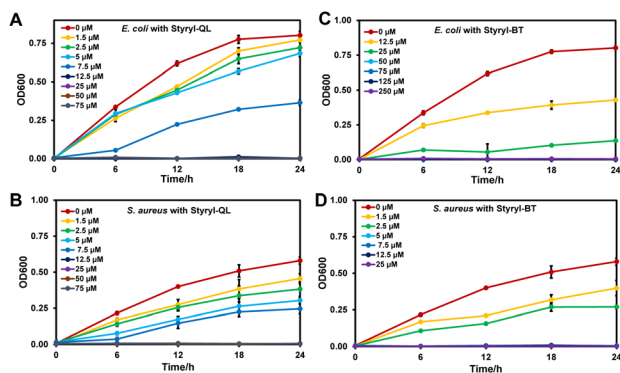 A
E. coli with Styryl-QL
0 µM
1.5 µM
2.5 µM
5 µM
7.5 µM
12.5 µM
25 µM
50 µM
75 µM
OD600
0.75
0.50
0.25
0.00
0 6 12 18 24
Time/h
C
E. coli with Styryl-BT
0 µM
12.5 µM
25 µM
50 µM
75 µM
125 µM
250 µM
OD600
1.00
0.75
0.50
0.25
0.00
0 6 12 18 24
Time/h
B
S. aureus with Styryl-QL
0 µM
1.5 µM
2.5 µM
5 µM
7.5 µM
12.5 µM
25 µM
50 µM
75 µM
OD600
1.00
0.75
0.50
0.25
0.00
0 6 12 18 24
Time/h
D
S. aureus with Styryl-BT
0 µM
1.5 µM
2.5 µM
5 µM
7.5 µM
12.5 µM
25 µM
OD600
1.00
0.75
0.50
0.25
0.00
0 6 12 18 24
Time/h